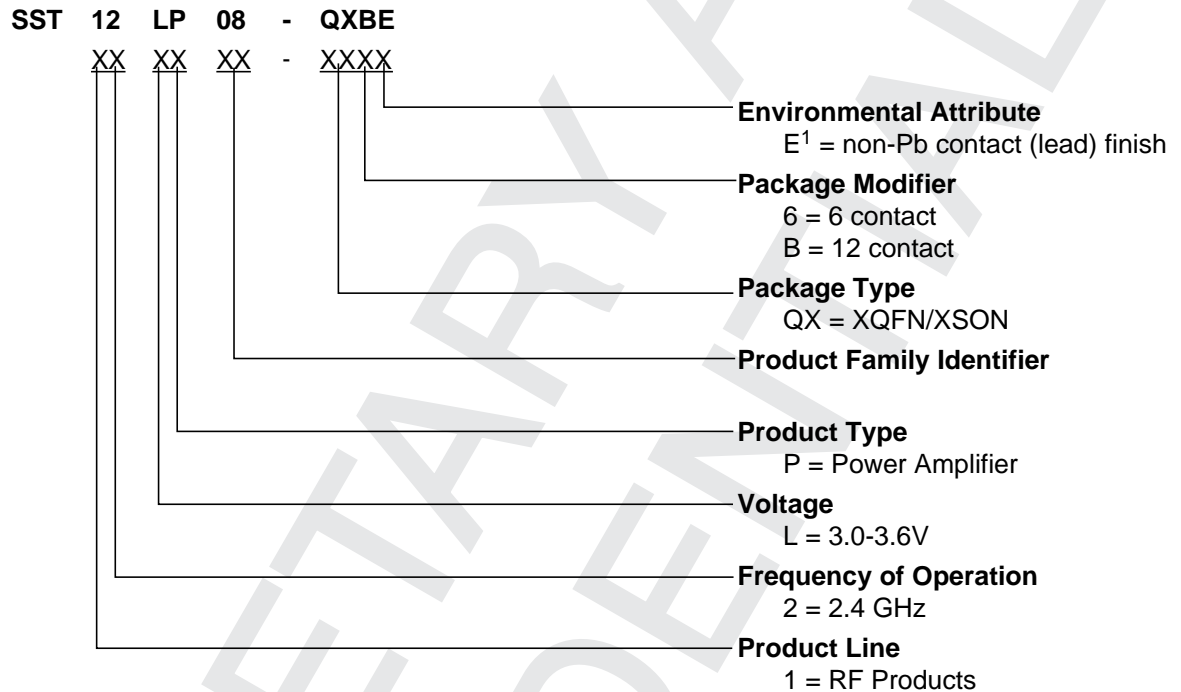 SST 12 LP 08 - QXBE
XX XX XX - XXXX
Environmental Attribute
E1 = non-Pb contact (lead) finish
Package Modifier
6 = 6 contact
B = 12 contact
Package Type
QX = XQFN/XSON
Product Family Identifier
Product Type
P = Power Amplifier
Voltage
L = 3.0-3.6V
Frequency of Operation
2 = 2.4 GHz
Product Line
1 = RF Products